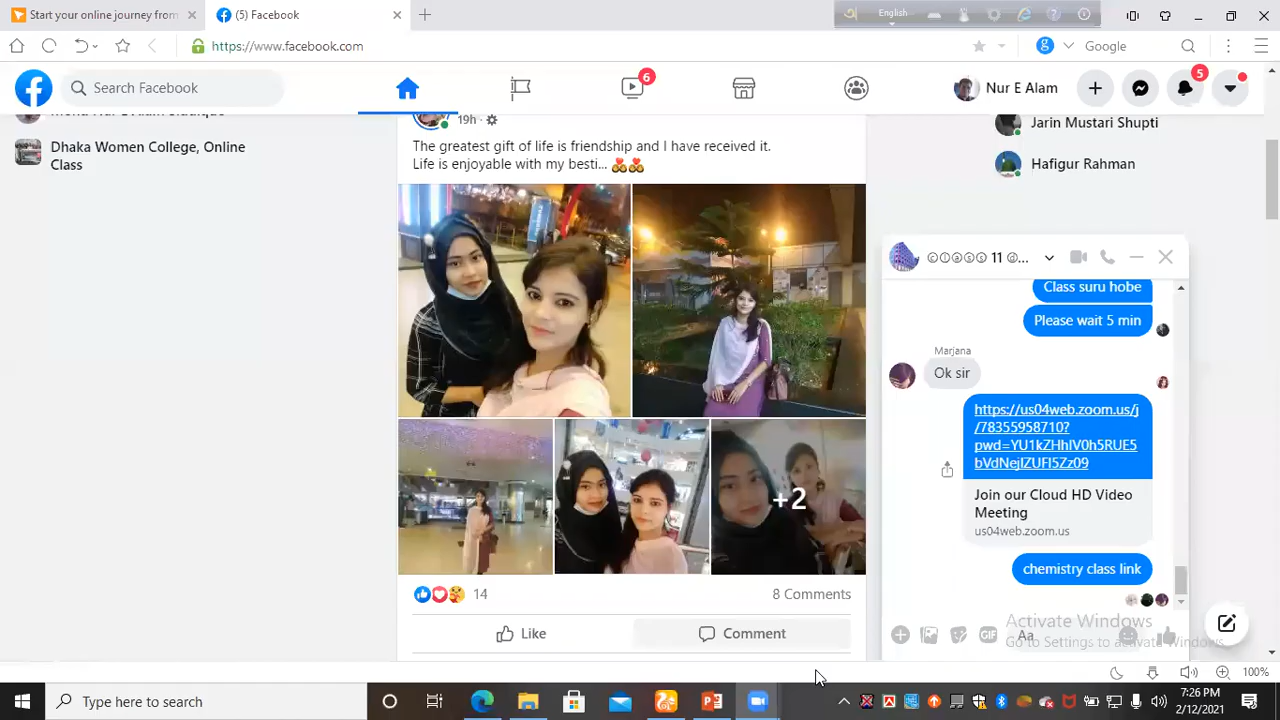 Start your online journey from
(5) Facebook
English
https://www.facebook.com
Google
Search Facebook
6
Nur E Alam
5
Dhaka Women College, Online
Class
19h
The greatest gift of life is friendship and I have received it.
Life is enjoyable with my besti...
+2
14
8 Comments
Like
Comment
Jarin Mustari Shupti
Hafigur Rahman
Ⓒⓛⓐⓢⓢ 11 @...
Class suru hobe
Please wait 5 min
Marjana
Ok sir
https://us04web.zoom.us/j
/78355958710?
pwd=YU1kZHhIV0h5RUE5
bVdNejIZUFI5Zz09
Join our Cloud HD Video
Meeting
us04web.zoom.us
chemistry class link
GIF
Aa
Activate Windows
Go to Settings to activate Windows.
100%
Type here to search
7:26 PM
2/12/2021